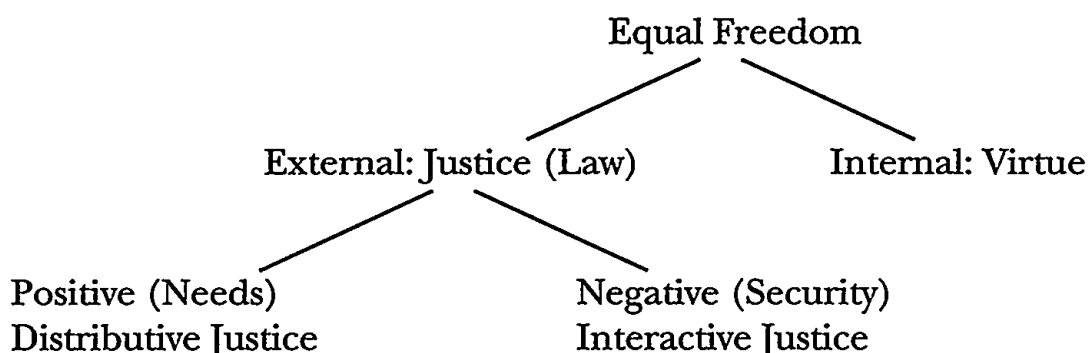 Equal Freedom
External: Justice (Law)
Internal: Virtue
Positive (Needs)
Distributive Justice
Negative (Security)
Interactive Justice